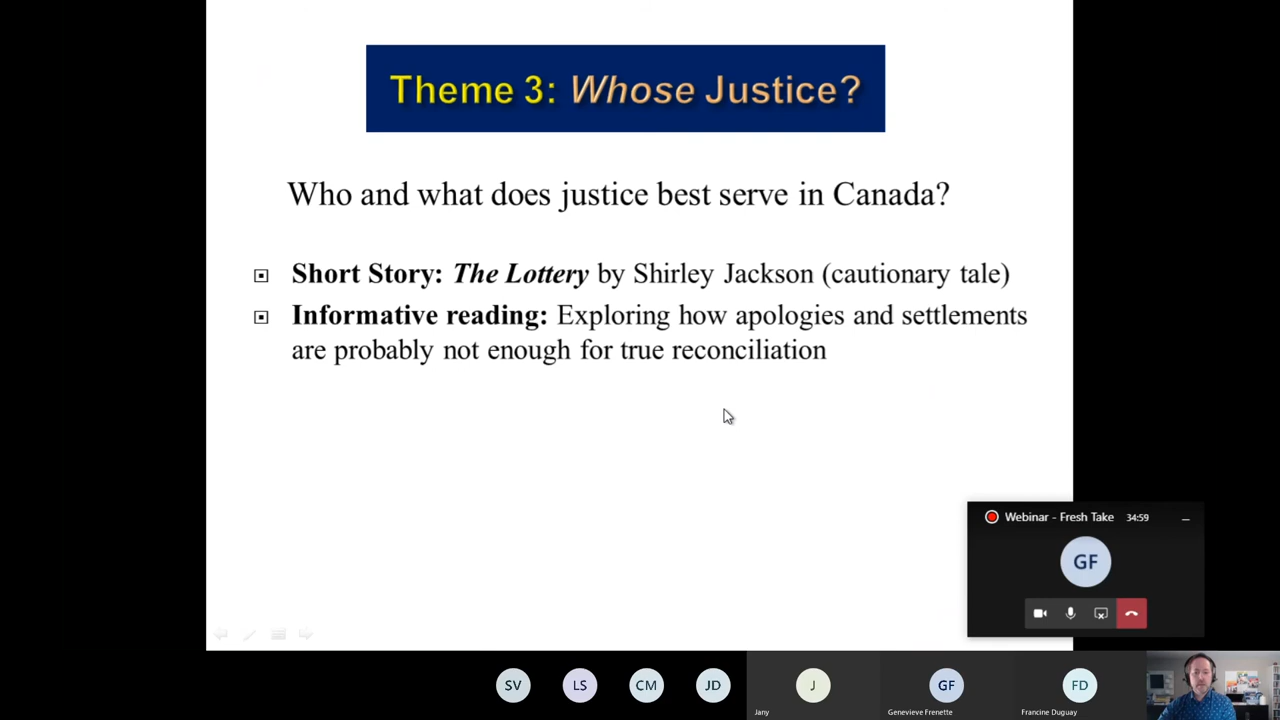 Theme 3: Whose Justice?
Who and what does justice best serve in Canada?
Short Story: The Lottery by Shirley Jackson (cautionary tale)
Informative reading: Exploring how apologies and settlements
are probably not enough for true reconciliation
Webinar - Fresh Take 34:59
GF
SV LS CM JD J GF FD
Jany Genevieve Frenette Francine Duguay